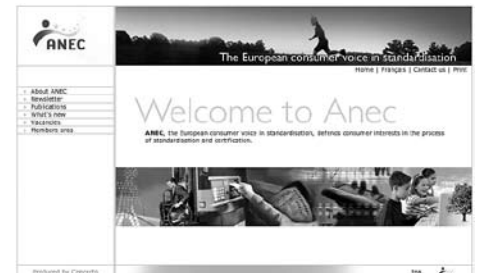 ANEC
The European consumer voice in standardisation
Home | Français | Contact us | Print
About ANEC
Newsletter
Publications
What's new
Vacancies
Members area
Welcome to Anec
ANEC, the European consumer voice in standardisation, defends consumer interests in the process
of standardisation and certification.
Produced by